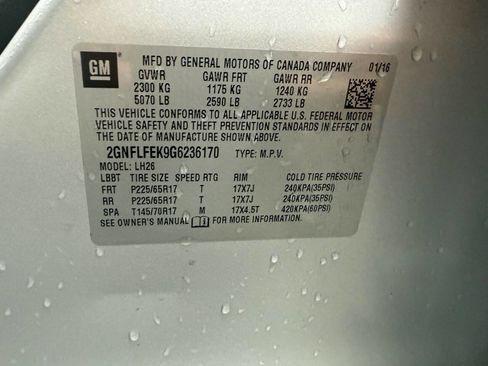 GM MFD BY GENERAL MOTORS OF CANADA COMPANY 01/16
GVWR GAWR FRT GAWR RR
2300 KG 1175 KG 1240 KG
5070 LB 2590 LB 2733 LB
THIS VEHICLE CONFORMS TO ALL APPLICABLE U.S. FEDERAL MOTOR
VEHICLE SAFETY AND THEFT PREVENTION STANDARDS IN EFFECT ON
THE DATE OF MANUFACTURE SHOWN ABOVE.
2GNFLFEK9G6236170 TYPE: M.P.V.
MODEL: LH26
LBBT TIRE SIZE SPEED RTG RIM COLD TIRE PRESSURE
FRT P225/65R17 T 17X7J 240KPA(35PSI)
RR P225/65R17 T 17X7J 240KPA(35PSI)
SPA T145/70R17 M 17X4.5T 420KPA(60PSI)
SEE OWNER'S MANUAL FOR MORE INFORMATION.